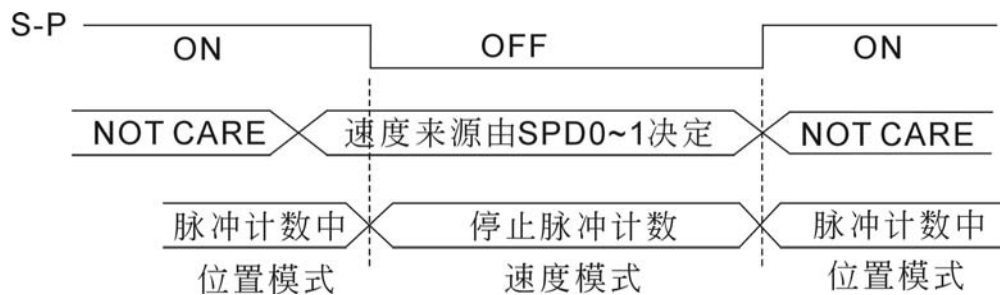 S-P
ON OFF ON
NOT CARE 速度来源由SPD0~1决定 NOT CARE
脉冲计数中 停止脉冲计数 脉冲计数中
位置模式 速度模式 位置模式